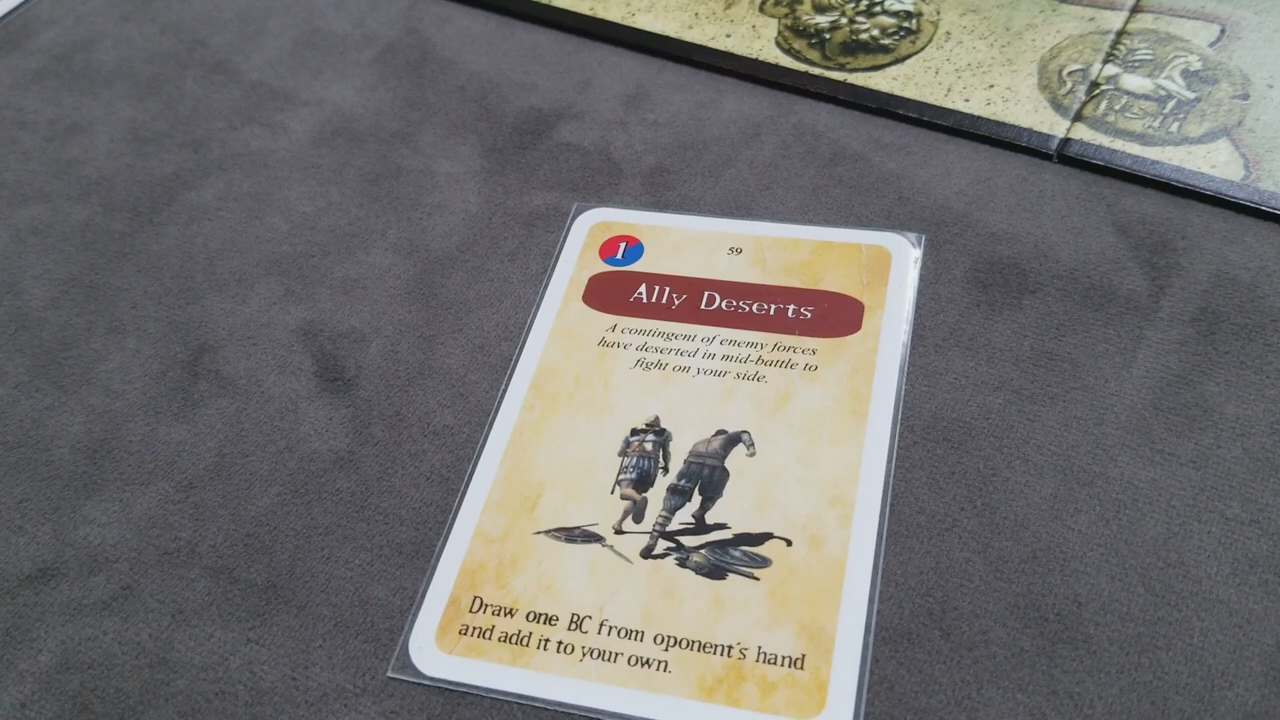 1
59
Ally Deserts
A contingent of enemy forces
have deserted in mid-battle to
fight on your side.
Draw one BC from oponent's hand
and add it to your own.